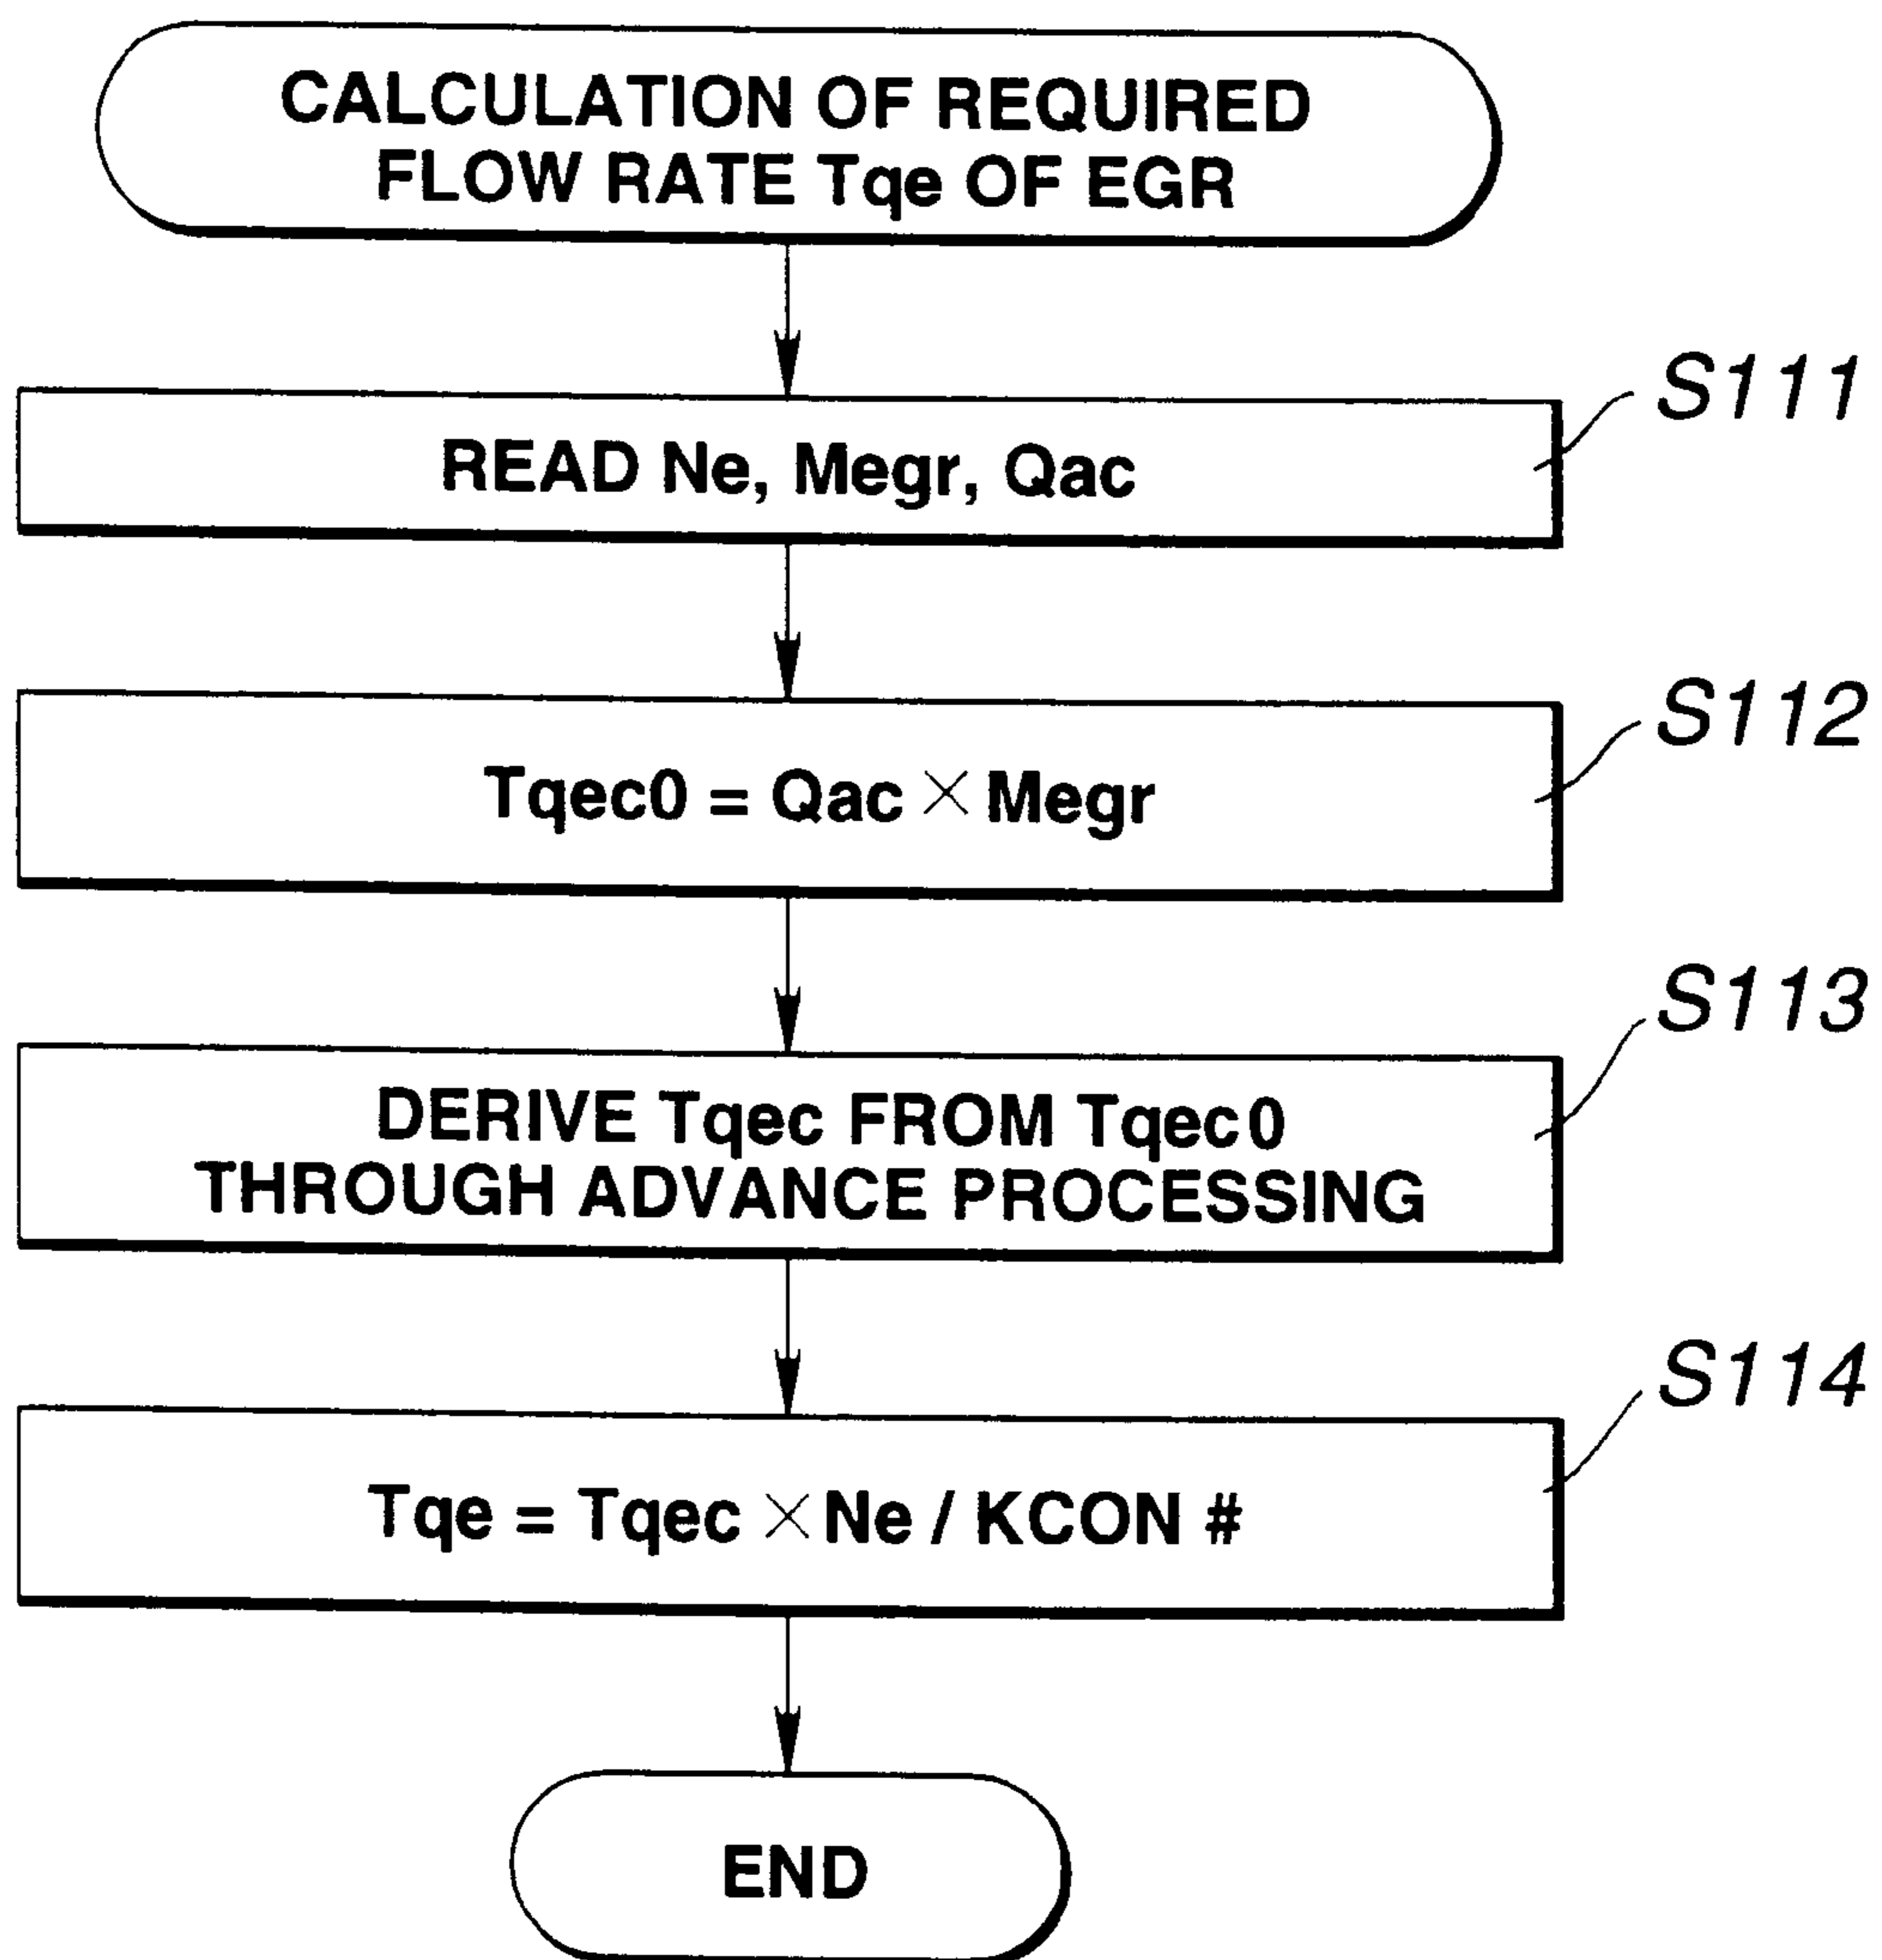 CALCULATION OF REQUIRED
FLOW RATE Tqe OF EGR
S111
READ Ne, Megr, Qac
S112
Tqec0 = Qac × Megr
S113
DERIVE Tqec FROM Tqec0
THROUGH ADVANCE PROCESSING
S114
Tqe = Tqec × Ne / KCON #
END